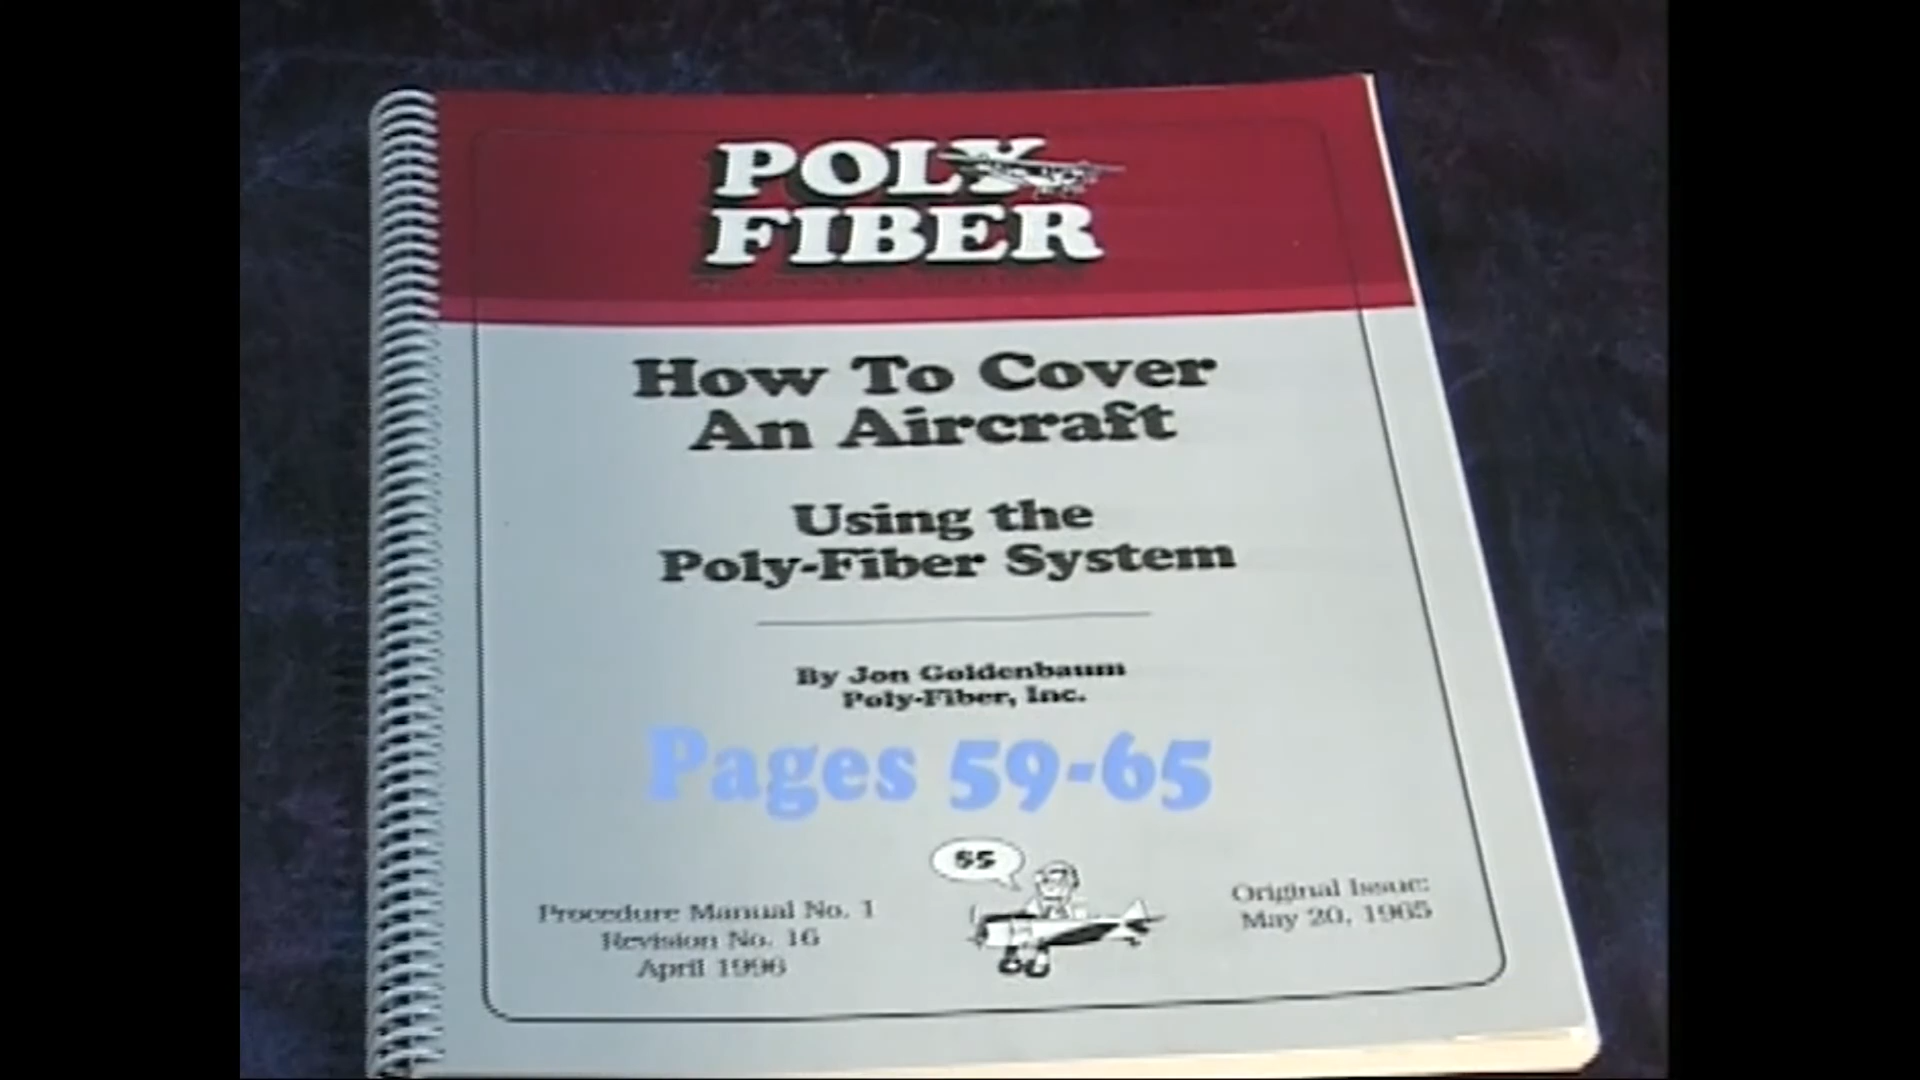 POLY
FIBER
How To Cover
An Aircraft
Using the
Poly-Fiber System
By Jon Goldenbaum
Poly-Fiber, Inc.
Pages 59-65
Procedure Manual No. 1
Revision No. 16
April 1996
Original Issue:
May 20, 1965